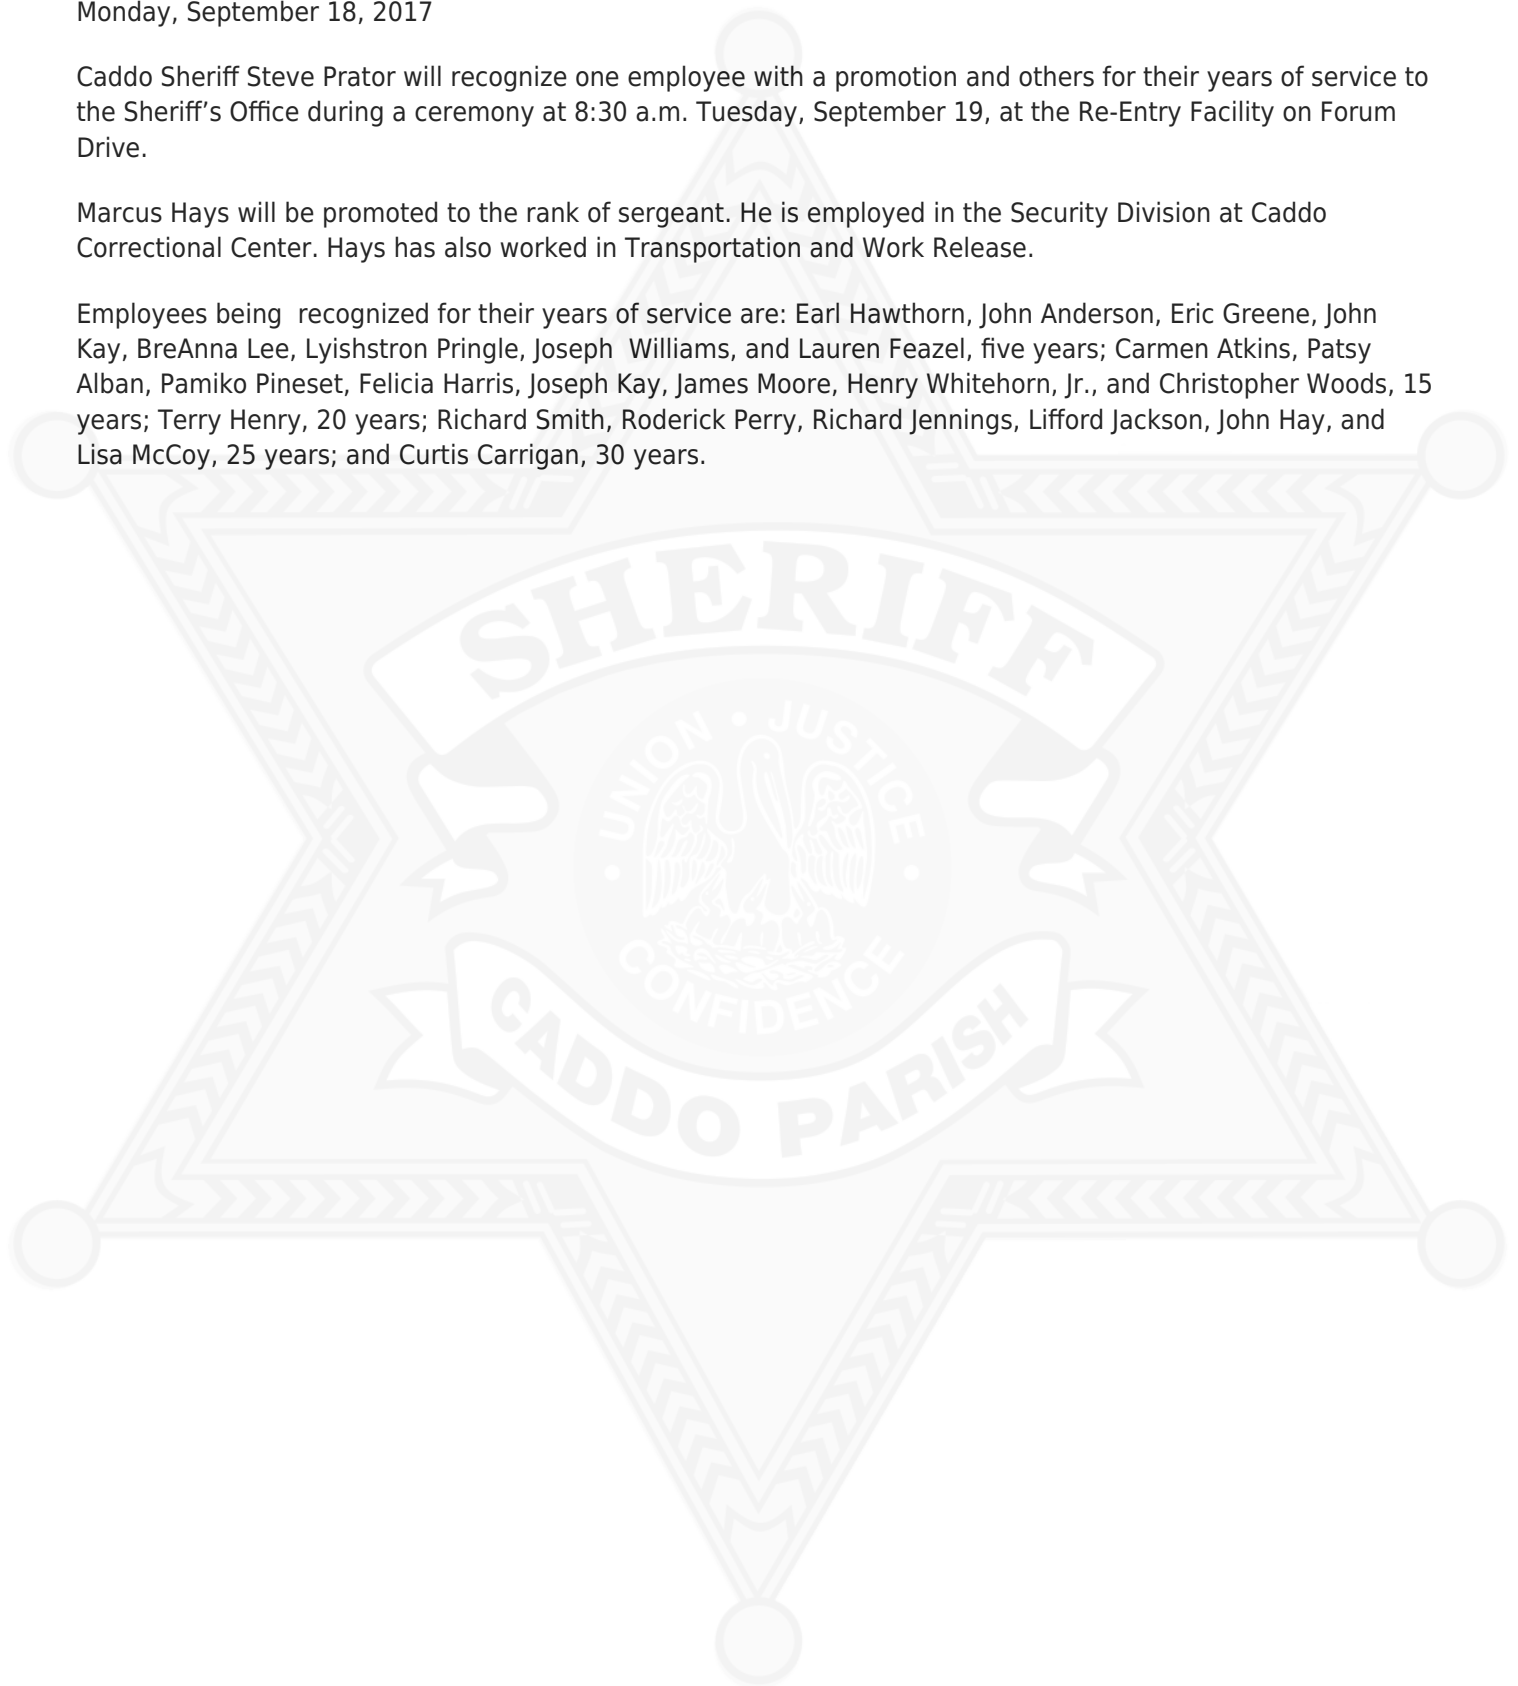 Monday, September 18, 2017
Caddo Sheriff Steve Prator will recognize one employee with a promotion and others for their years of service to
the Sheriff’s Office during a ceremony at 8:30 a.m. Tuesday, September 19, at the Re-Entry Facility on Forum
Drive.
Marcus Hays will be promoted to the rank of sergeant. He is employed in the Security Division at Caddo
Correctional Center. Hays has also worked in Transportation and Work Release.
Employees being  recognized for their years of service are: Earl Hawthorn, John Anderson, Eric Greene, John
Kay, BreAnna Lee, Lyishstron Pringle, Joseph  Williams, and Lauren Feazel, five years; Carmen Atkins, Patsy
Alban, Pamiko Pineset, Felicia Harris, Joseph Kay, James Moore, Henry Whitehorn, Jr., and Christopher Woods, 15
years; Terry Henry, 20 years; Richard Smith, Roderick Perry, Richard Jennings, Lifford Jackson, John Hay, and
Lisa McCoy, 25 years; and Curtis Carrigan, 30 years.
SHERIFF
UNION • JUSTICE
• CONFIDENCE •
CADDO PARISH